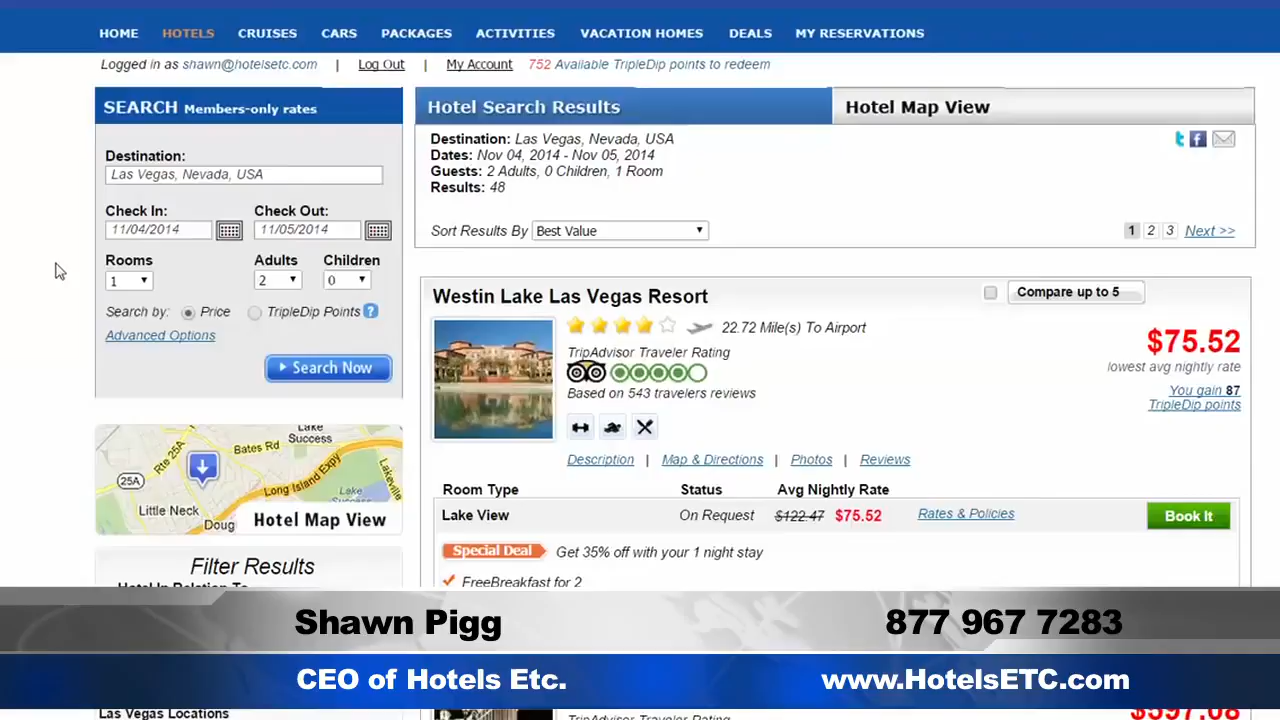 HOME HOTELS CRUISES CARS PACKAGES ACTIVITIES VACATION HOMES DEALS MY RESERVATIONS
Logged in as shawn@hotelsetc.com | Log Out | My Account 752 Available TripleDip points to redeem
SEARCH Members-only rates
Destination:
Las Vegas, Nevada, USA
Check In: Check Out:
11/04/2014 11/05/2014
Rooms Adults Children
1 2 0
Search by: Price TripleDip Points ?
Advanced Options
Search Now
Lake Success
Bates Rd
Rte 25A
25A
Long Island Expy
Lake Success
Lakeville
Little Neck
Doug
Hotel Map View
Filter Results
Hotel In Relation To
Las Vegas Locations
Hotel Search Results Hotel Map View
Destination: Las Vegas, Nevada, USA
Dates: Nov 04, 2014 - Nov 05, 2014
Guests: 2 Adults, 0 Children, 1 Room
Results: 48
Sort Results By Best Value 1 2 3 Next >>
Westin Lake Las Vegas Resort Compare up to 5
22.72 Mile(s) To Airport
$75.52
lowest avg nightly rate
You gain 87
TripleDip points
TripAdvisor Traveler Rating
Based on 543 travelers reviews
Description | Map & Directions | Photos | Reviews
Room Type Status Avg Nightly Rate
Lake View On Request $122.47 $75.52 Rates & Policies Book It
Special Deal Get 35% off with your 1 night stay
FreeBreakfast for 2
Shawn Pigg 877 967 7283
CEO of Hotels Etc. www.HotelsETC.com
TripAdvisor Traveler Rating
$597.08